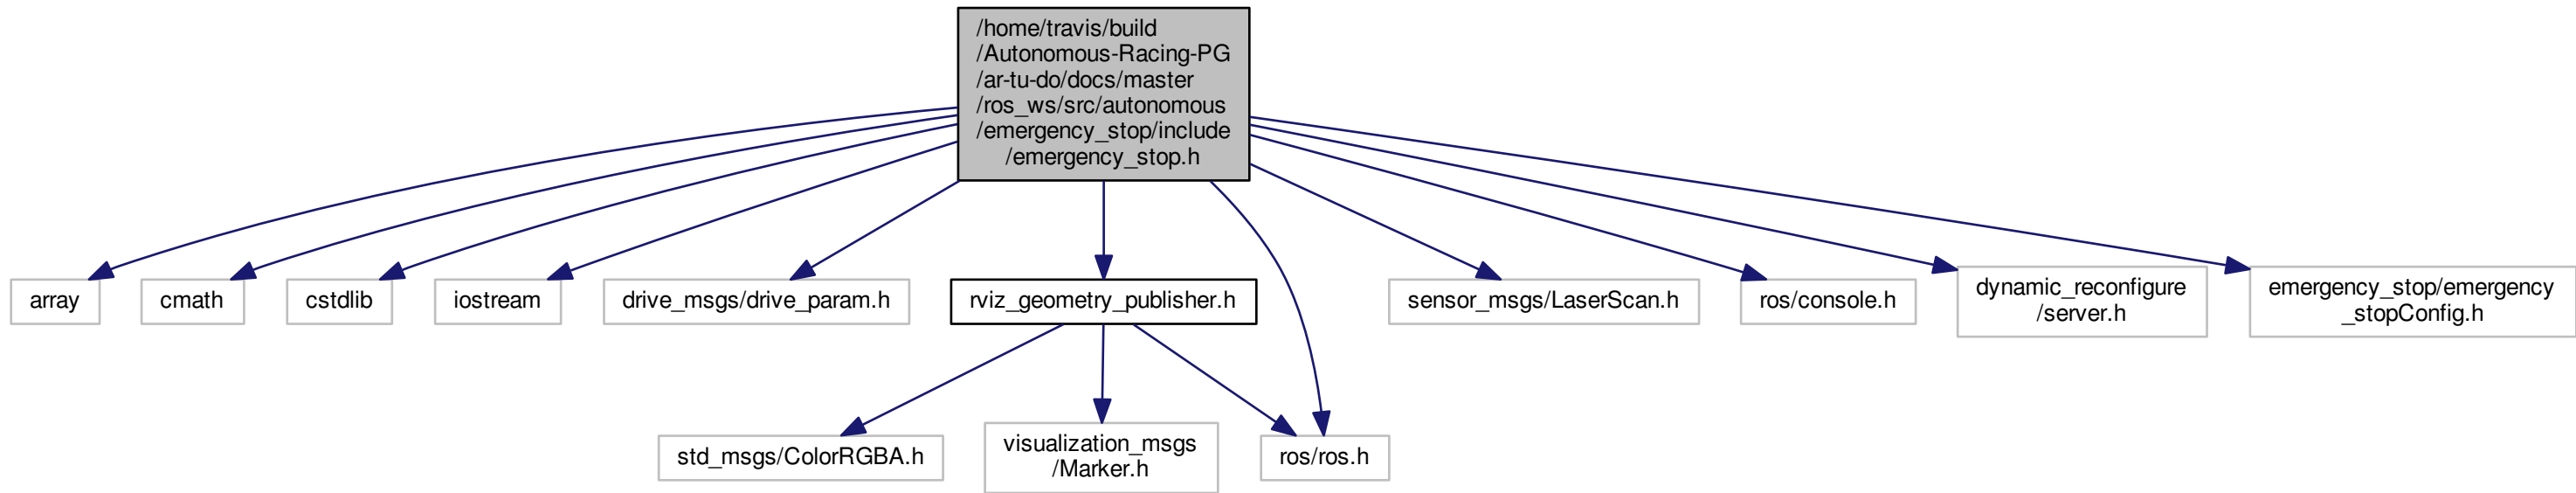 /home/travis/build
/Autonomous-Racing-PG
/ar-tu-do/docs/master
/ros_ws/src/autonomous
/emergency_stop/include
/emergency_stop.h
array
cmath
cstdlib
iostream
drive_msgs/drive_param.h
rviz_geometry_publisher.h
sensor_msgs/LaserScan.h
ros/console.h
dynamic_reconfigure
/server.h
emergency_stop/emergency
_stopConfig.h
std_msgs/ColorRGBA.h
visualization_msgs
/Marker.h
ros/ros.h